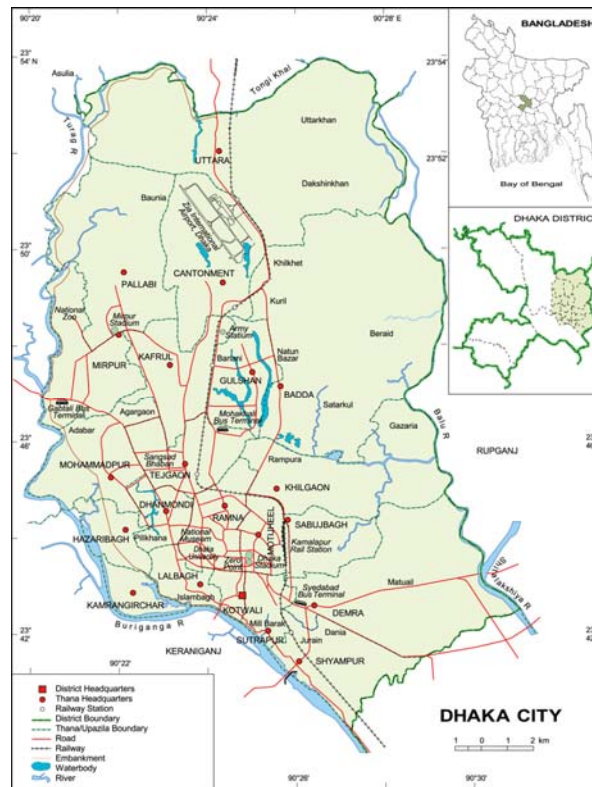 90°20'
90°24'
90°28' E
23°
54' N
Asulia
Tongi Khal
23°54'
BANGLADESH
Turag R
Uttarkhan
UTTARA
23°52'
Dakshinkhan
Bay of Bengal
Baunia
Zia International
Airport, Dhaka
DHAKA DISTRICT
23°
50'
Khilkhet
PALLABI
CANTONMENT
Kuril
National
Zoo
Mirpur
Stadium
Army
Statium
Beraid
MIRPUR
KAFRUL
Baridni
Natun
Bazar
GULSHAN
BADDA
Gabtali Bus
Terminal
Agargaon
Mohakhali
Bus Terminal
Satarkul
Gazaria
Balu R
Adabar
RUPGANJ
Sangsad
Bhaban
Rampura
MOHAMMADPUR
TEJGAON
KHILGAON
DHANMONDI
RAMNA
MOTIJHEEL
SABUJBAGH
HAZARIBAGH
Pilkhana
National
Museum
Kamalapur
Rail Station
Dhaka
University
Zero
Point
Dhaka
Stadium
LALBAGH
Syedabad
Bus Terminal
Matuail
KAMRANGIRCHAR
Islambagh
KOTWALI
DEMRA
23°
42'
Buriganga R
Mill Barak
Dania
SUTRAPUR
Jurain
KERANIGANJ
SHYAMPUR
90°22'
District Headquarters
Thana Headquarters
Railway Station
District Boundary
Thana/Upazila Boundary
Road
Railway
Embankment
Waterbody
River
DHAKA CITY
1 0 1 2 km
90°26'
90°30'